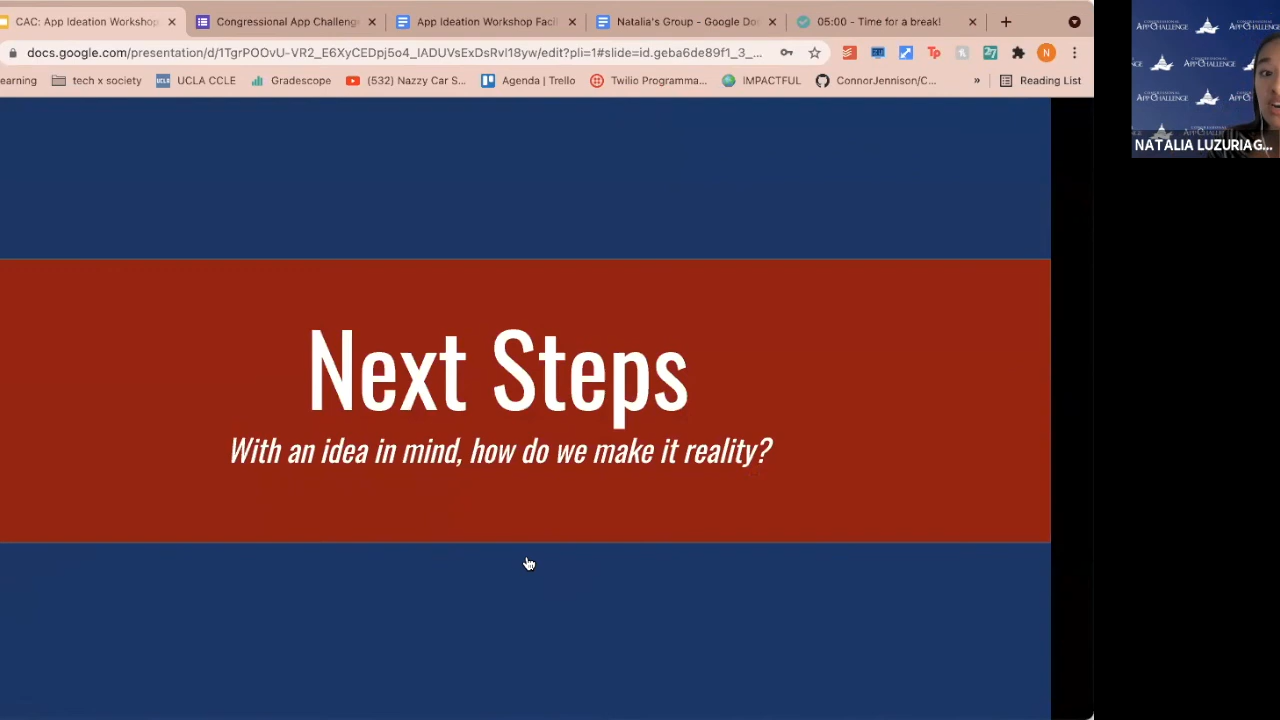 CAC: App Ideation Workshop
Congressional App Challenge
App Ideation Workshop Facil
Natalia's Group - Google Do
05:00 - Time for a break!
docs.google.com/presentation/d/1TgrPOOvU-VR2_E6XyCEDpj5o4_IADUVsExDsRvI18yw/edit?pli=1#slide=id.geba6de89f1_3_...
earning
tech x society
UCLA CCLE
Gradescope
(532) Nazzy Car S...
Agenda | Trello
Twilio Programma...
IMPACTFUL
ConnorJennison/C...
»
Reading List
Next Steps
With an idea in mind, how do we make it reality?
APP CHALLENGE
NATALIA LUZURIAG...